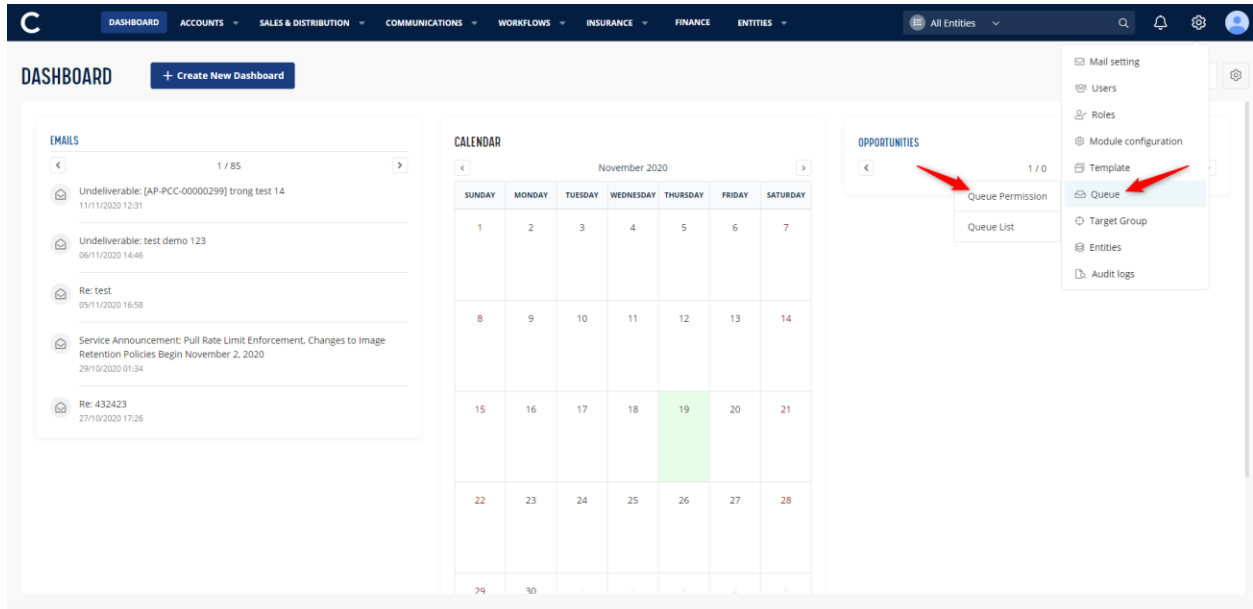 C
DASHBOARD ACCOUNTS SALES & DISTRIBUTION COMMUNICATIONS WORKFLOWS INSURANCE FINANCE ENTITIES All Entities
DASHBOARD
+ Create New Dashboard
Mail setting
Users
Roles
Module configuration
Template
Queue
Target Group
Entities
Audit logs
Queue Permission
Queue List
EMAILS
1 / 85
Undeliverable: [AP-PCC-00000299] trong test 14
11/11/2020 12:31
Undeliverable: test demo 123
06/11/2020 14:46
Re: test
05/11/2020 16:58
Service Announcement: Pull Rate Limit Enforcement, Changes to Image
Retention Policies Begin November 2, 2020
29/10/2020 01:34
Re: 432423
27/10/2020 17:26
CALENDAR
November 2020
SUNDAY MONDAY TUESDAY WEDNESDAY THURSDAY FRIDAY SATURDAY
1 2 3 4 5 6 7
8 9 10 11 12 13 14
15 16 17 18 19 20 21
22 23 24 25 26 27 28
29 30
OPPORTUNITIES
1 / 0